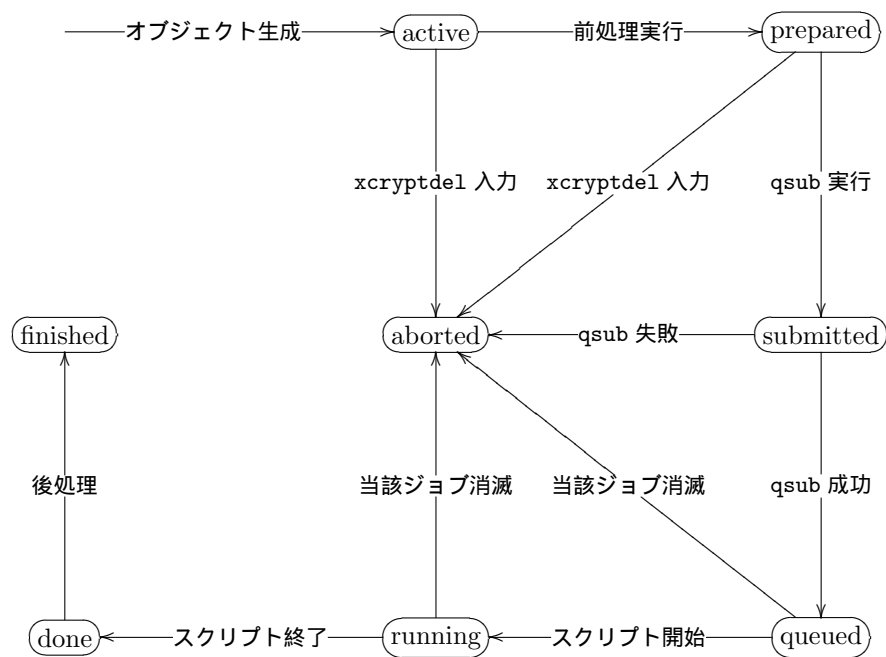 オブジェクト生成 active 前処理実行 prepared
xcryptdel 入力 xcryptdel 入力 qsub 実行
finished aborted qsub 失敗 submitted
後処理 当該ジョブ消滅 当該ジョブ消滅 qsub 成功
done スクリプト終了 running スクリプト開始 queued